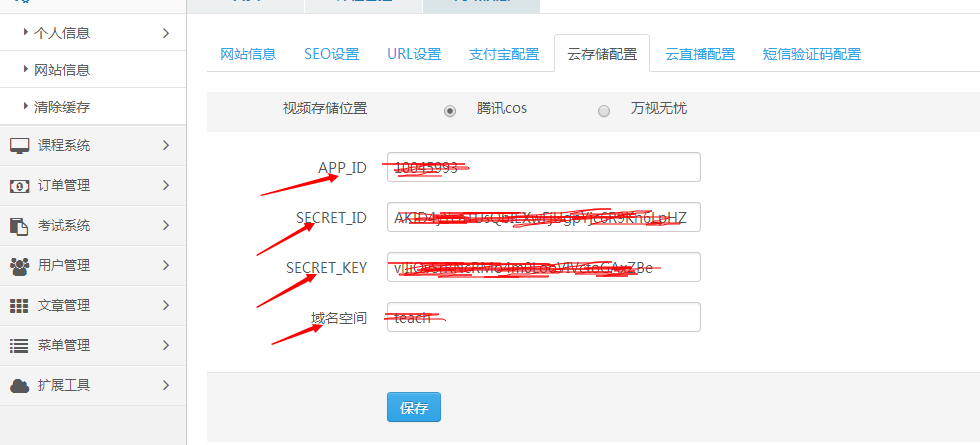 个人信息
网站信息
清除缓存
课程系统
订单管理
考试系统
用户管理
文章管理
菜单管理
扩展工具
网站信息 SEO设置 URL设置 支付宝配置 云存储配置 云直播配置 短信验证码配置
视频存储位置 腾讯cos 万视无忧
APP_ID
SECRET_ID
SECRET_KEY
域名空间 teach
保存